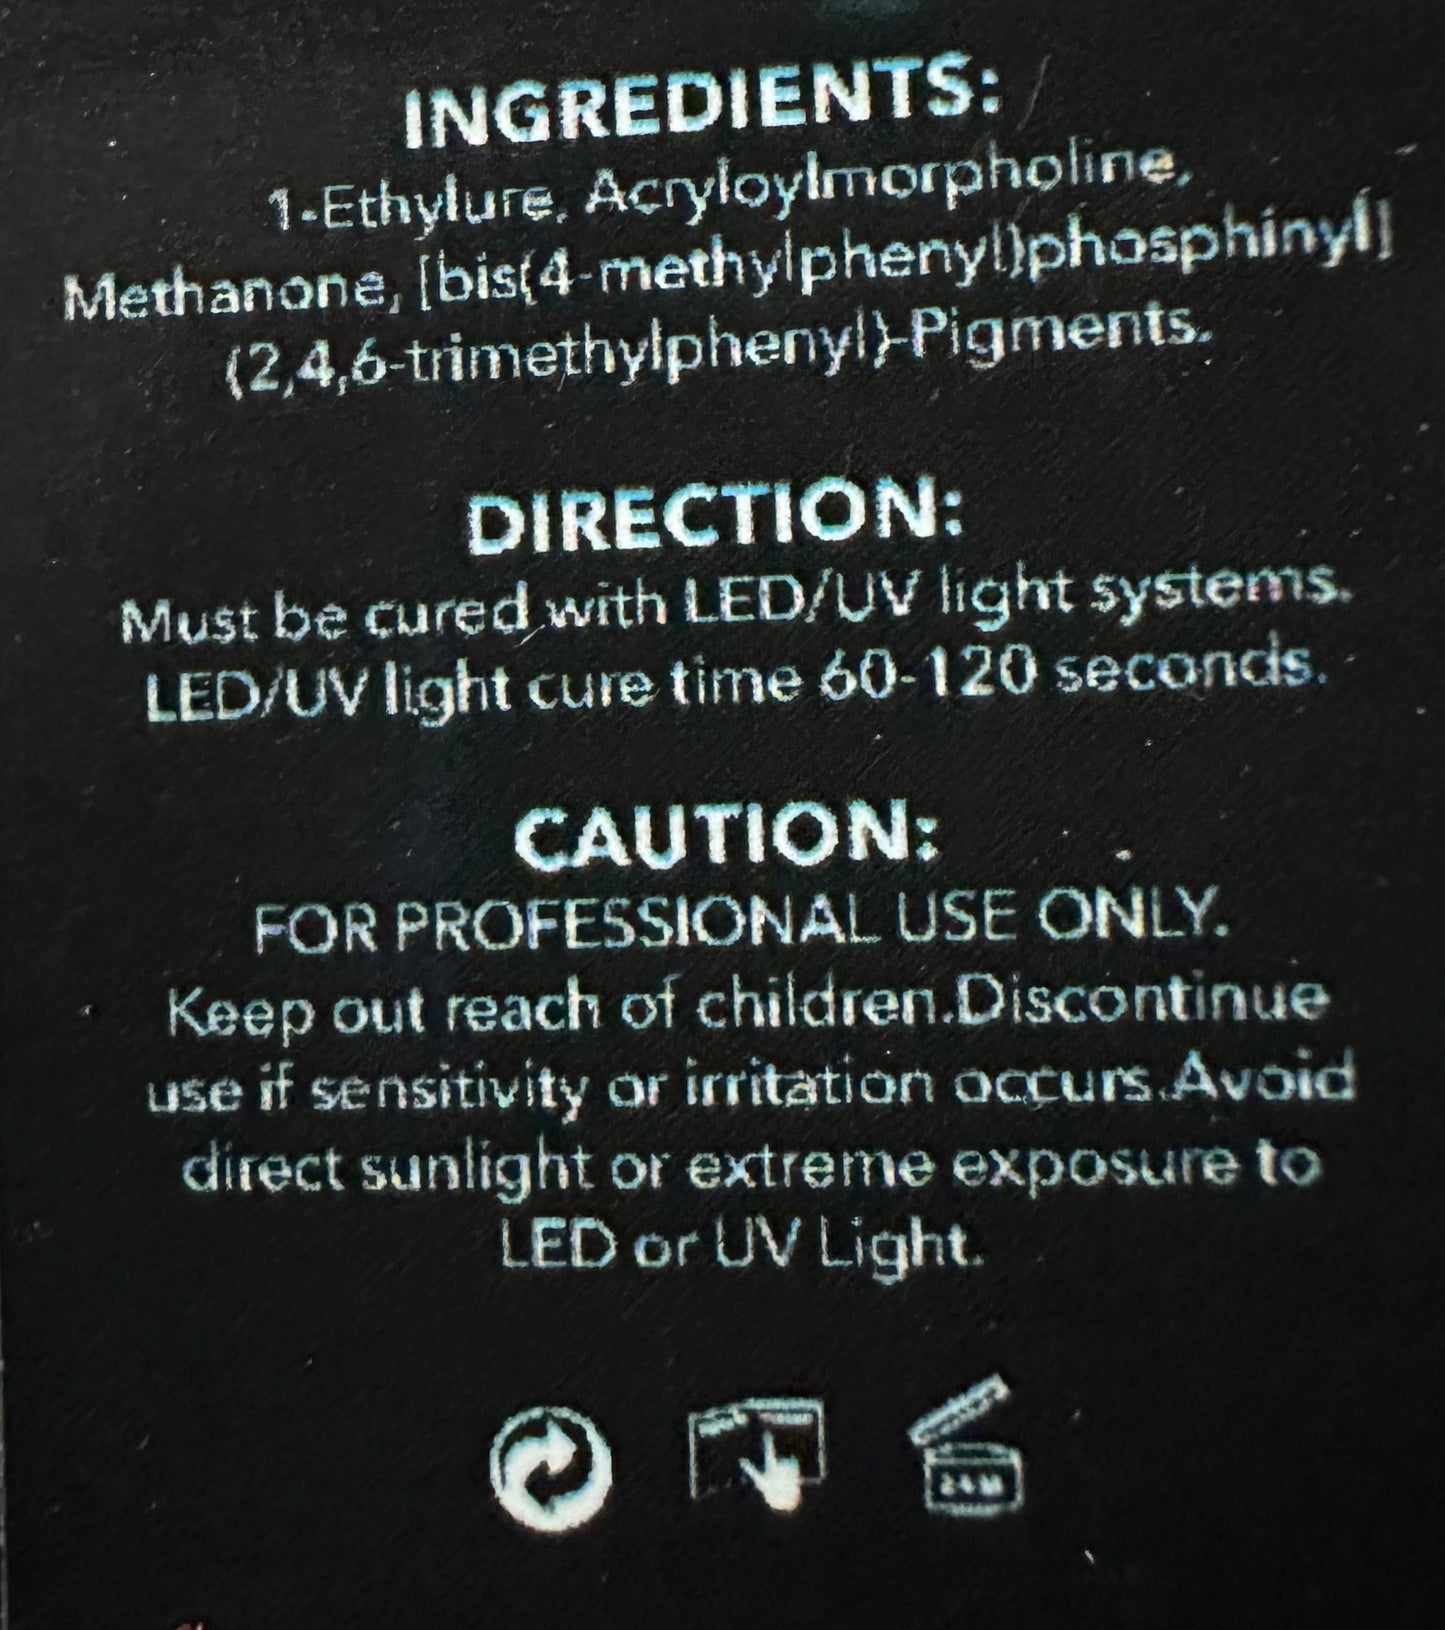 INGREDIENTS:
1-Ethylure, Acryloylmorpholine,
Methanone, [bis(4-methylphenyl)phosphinyl]
(2,4,6-trimethylphenyl)-Pigments.
DIRECTION:
Must be cured with LED/UV light systems.
LED/UV light cure time 60-120 seconds.
CAUTION:
FOR PROFESSIONAL USE ONLY.
Keep out reach of children.Discontinue
use if sensitivity or irritation occurs.Avoid
direct sunlight or extreme exposure to
LED or UV Light.
24M